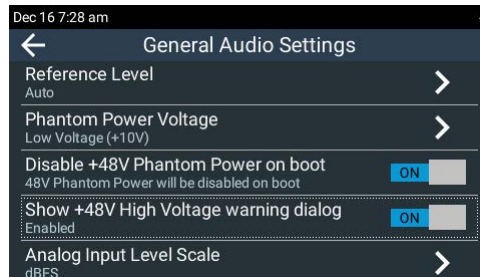 Dec 16 7:28 am
General Audio Settings
Reference Level
Auto
Phantom Power Voltage
Low Voltage (+10V)
Disable +48V Phantom Power on boot
48V Phantom Power will be disabled on boot
ON
Show +48V High Voltage warning dialog
Enabled
ON
Analog Input Level Scale
dBFS